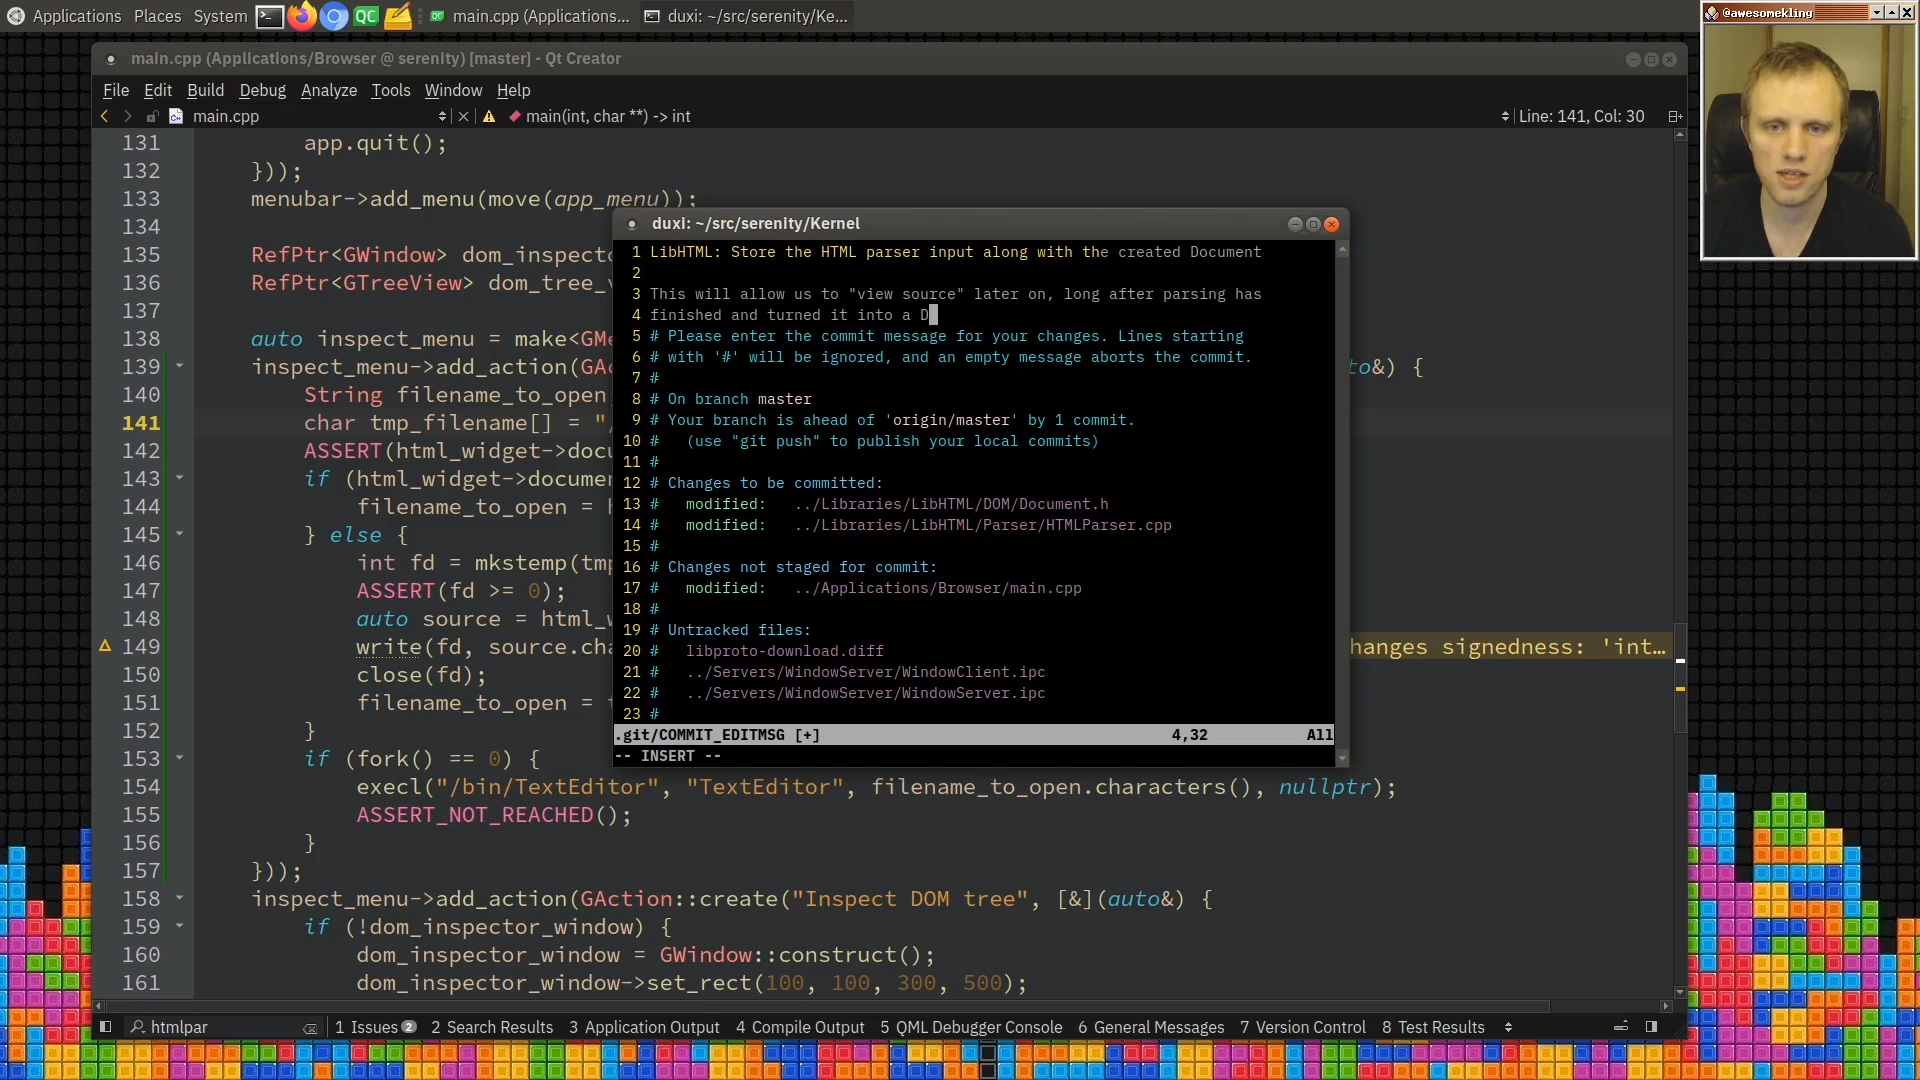 Applications Places System
main.cpp (Applications...
duxi: ~/src/serenity/Ke...
@awesomekling
main.cpp (Applications/Browser @ serenity) [master] - Qt Creator
File Edit Build Debug Analyze Tools Window Help
main.cpp
main(int, char **) -> int
Line: 141, Col: 30
131 app.quit();
132 }));
133 menubar->add_menu(move(app_menu));
134
135 RefPtr<GWindow> dom_inspecto
136 RefPtr<GTreeView> dom_tree_
137
138 auto inspect_menu = make<GMe
139 inspect_menu->add_action(GA to&) {
140 String filename_to_open
141 char tmp_filename[] = "/
142 ASSERT(html_widget->docu
143 if (html_widget->documen
144 filename_to_open = h
145 } else {
146 int fd = mkstemp(tmp
147 ASSERT(fd >= 0);
148 auto source = html_w
149 write(fd, source.cha hanges signedness: 'int…
150 close(fd);
151 filename_to_open = t
152 }
153 if (fork() == 0) {
154 execl("/bin/TextEditor", "TextEditor", filename_to_open.characters(), nullptr);
155 ASSERT_NOT_REACHED();
156 }
157 }));
158 inspect_menu->add_action(GAction::create("Inspect DOM tree", [&](auto&) {
159 if (!dom_inspector_window) {
160 dom_inspector_window = GWindow::construct();
161 dom_inspector_window->set_rect(100, 100, 300, 500);
duxi: ~/src/serenity/Kernel
1 LibHTML: Store the HTML parser input along with the created Document
2
3 This will allow us to "view source" later on, long after parsing has
4 finished and turned it into a D
5 # Please enter the commit message for your changes. Lines starting
6 # with '#' will be ignored, and an empty message aborts the commit.
7 #
8 # On branch master
9 # Your branch is ahead of 'origin/master' by 1 commit.
10 # (use "git push" to publish your local commits)
11 #
12 # Changes to be committed:
13 # modified: ../Libraries/LibHTML/DOM/Document.h
14 # modified: ../Libraries/LibHTML/Parser/HTMLParser.cpp
15 #
16 # Changes not staged for commit:
17 # modified: ../Applications/Browser/main.cpp
18 #
19 # Untracked files:
20 # libproto-download.diff
21 # ../Servers/WindowServer/WindowClient.ipc
22 # ../Servers/WindowServer/WindowServer.ipc
23 #
.git/COMMIT_EDITMSG [+] 4,32 All
-- INSERT --
htmlpar
1 Issues 2 2 Search Results 3 Application Output 4 Compile Output 5 QML Debugger Console 6 General Messages 7 Version Control 8 Test Results